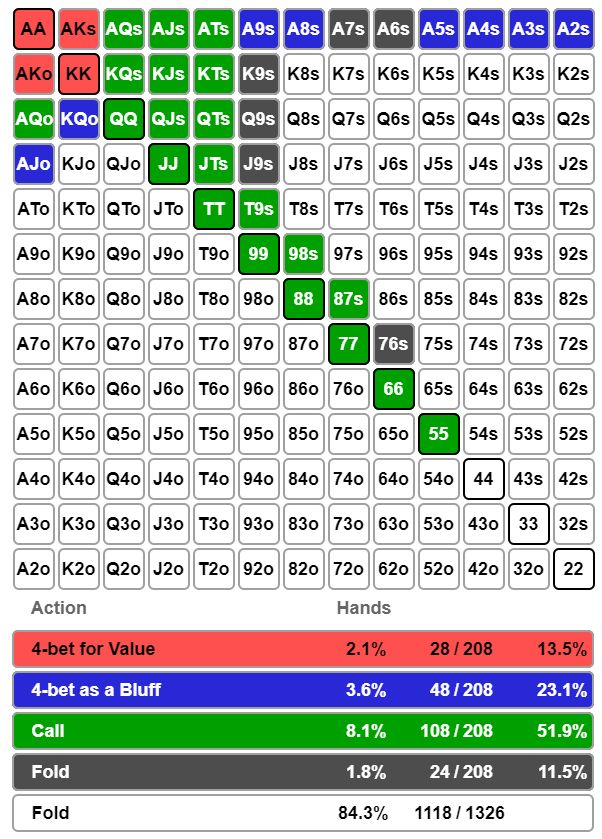 AA AKs AQs AJs ATs A9s A8s A7s A6s A5s A4s A3s A2s
AKo KK KQs KJs KTs K9s K8s K7s K6s K5s K4s K3s K2s
AQo KQo QQ QJs QTs Q9s Q8s Q7s Q6s Q5s Q4s Q3s Q2s
AJo KJo QJo JJ JTs J9s J8s J7s J6s J5s J4s J3s J2s
ATo KTo QTo JTo TT T9s T8s T7s T6s T5s T4s T3s T2s
A9o K9o Q9o J9o T9o 99 98s 97s 96s 95s 94s 93s 92s
A8o K8o Q8o J8o T8o 98o 88 87s 86s 85s 84s 83s 82s
A7o K7o Q7o J7o T7o 97o 87o 77 76s 75s 74s 73s 72s
A6o K6o Q6o J6o T6o 96o 86o 76o 66 65s 64s 63s 62s
A5o K5o Q5o J5o T5o 95o 85o 75o 65o 55 54s 53s 52s
A4o K4o Q4o J4o T4o 94o 84o 74o 64o 54o 44 43s 42s
A3o K3o Q3o J3o T3o 93o 83o 73o 63o 53o 43o 33 32s
A2o K2o Q2o J2o T2o 92o 82o 72o 62o 52o 42o 32o 22
Action Hands
4-bet for Value 2.1% 28 / 208 13.5%
4-bet as a Bluff 3.6% 48 / 208 23.1%
Call 8.1% 108 / 208 51.9%
Fold 1.8% 24 / 208 11.5%
Fold 84.3% 1118 / 1326